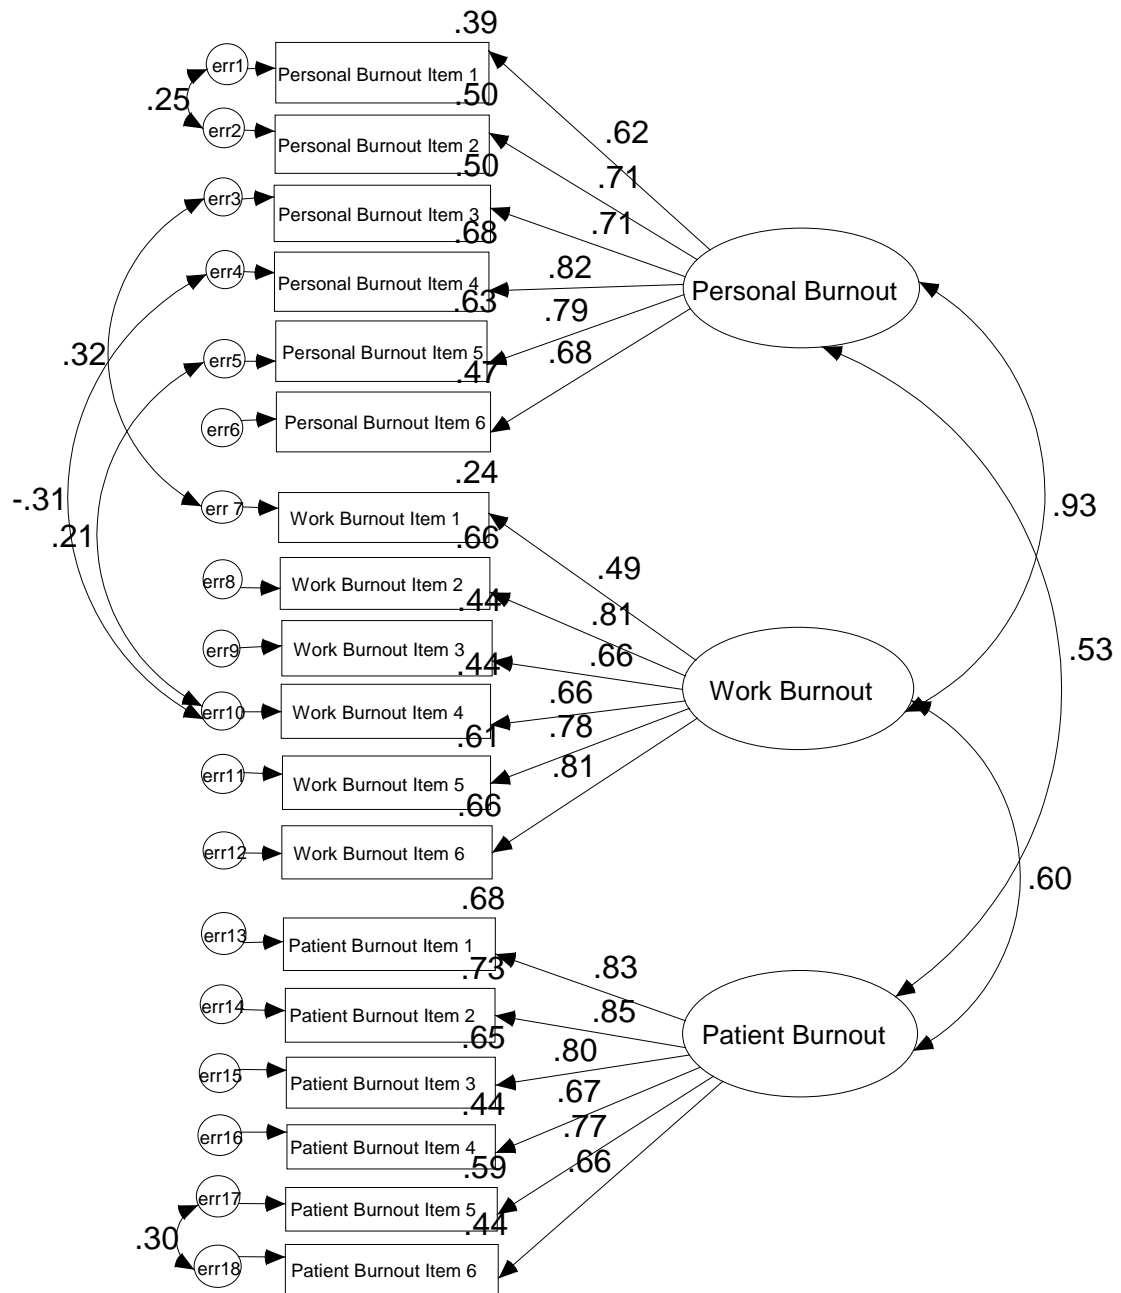 .39
err1
Personal Burnout Item 1
.50
.25
.62
err2
Personal Burnout Item 2
.50
.71
err3
Personal Burnout Item 3
.68
.71
err4
Personal Burnout Item 4
.63
.82
Personal Burnout
.79
err5
Personal Burnout Item 5
.47
.68
.32
err6
Personal Burnout Item 6
.24
-.31
err 7
Work Burnout Item 1
.66
.93
.21
.49
err8
Work Burnout Item 2
.44
.81
err9
Work Burnout Item 3
.44
.66
.53
.66
err10
Work Burnout Item 4
.61
.78
Work Burnout
err11
Work Burnout Item 5
.66
.81
err12
Work Burnout Item 6
.60
.68
err13
Patient Burnout Item 1
.73
.83
err14
Patient Burnout Item 2
.65
.85
Patient Burnout
err15
Patient Burnout Item 3
.44
.80
.67
err16
Patient Burnout Item 4
.59
.77
.66
err17
Patient Burnout Item 5
.44
.30
err18
Patient Burnout Item 6